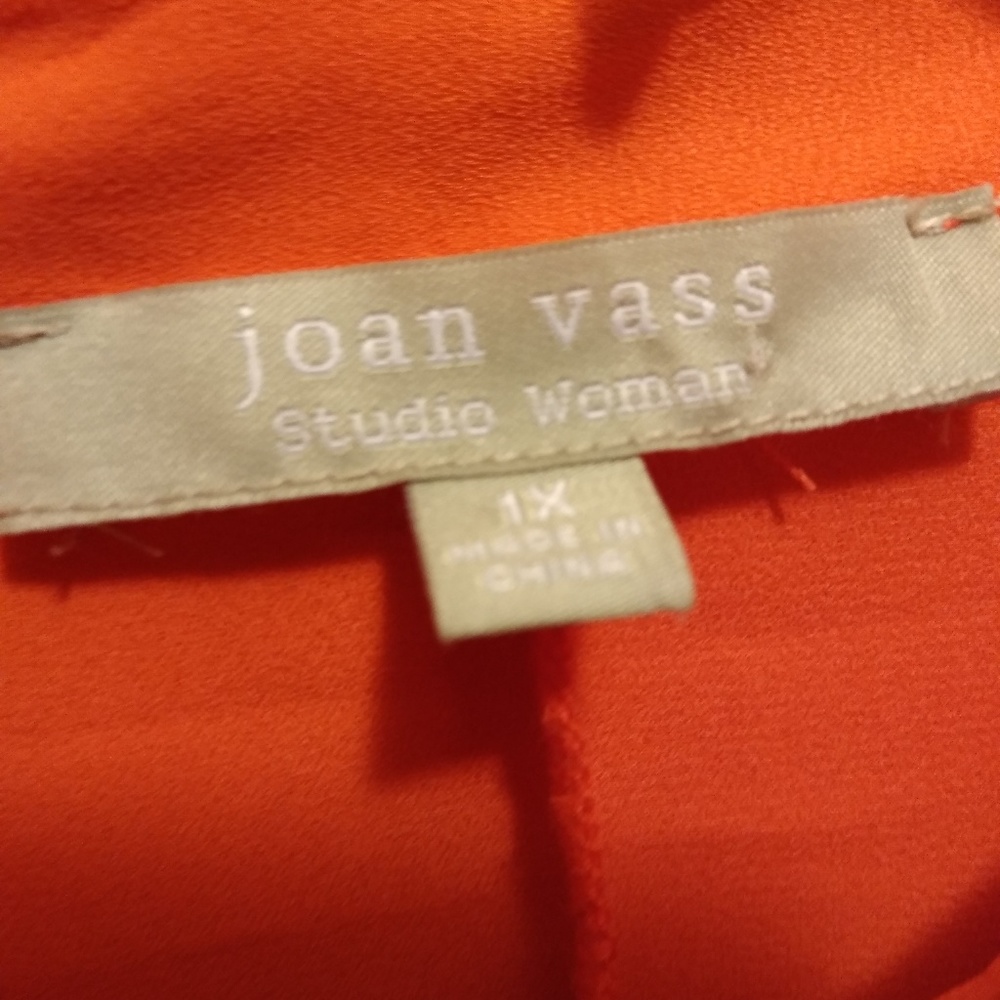 joan vass
Studio Woman
1X
MADE IN
CHINA